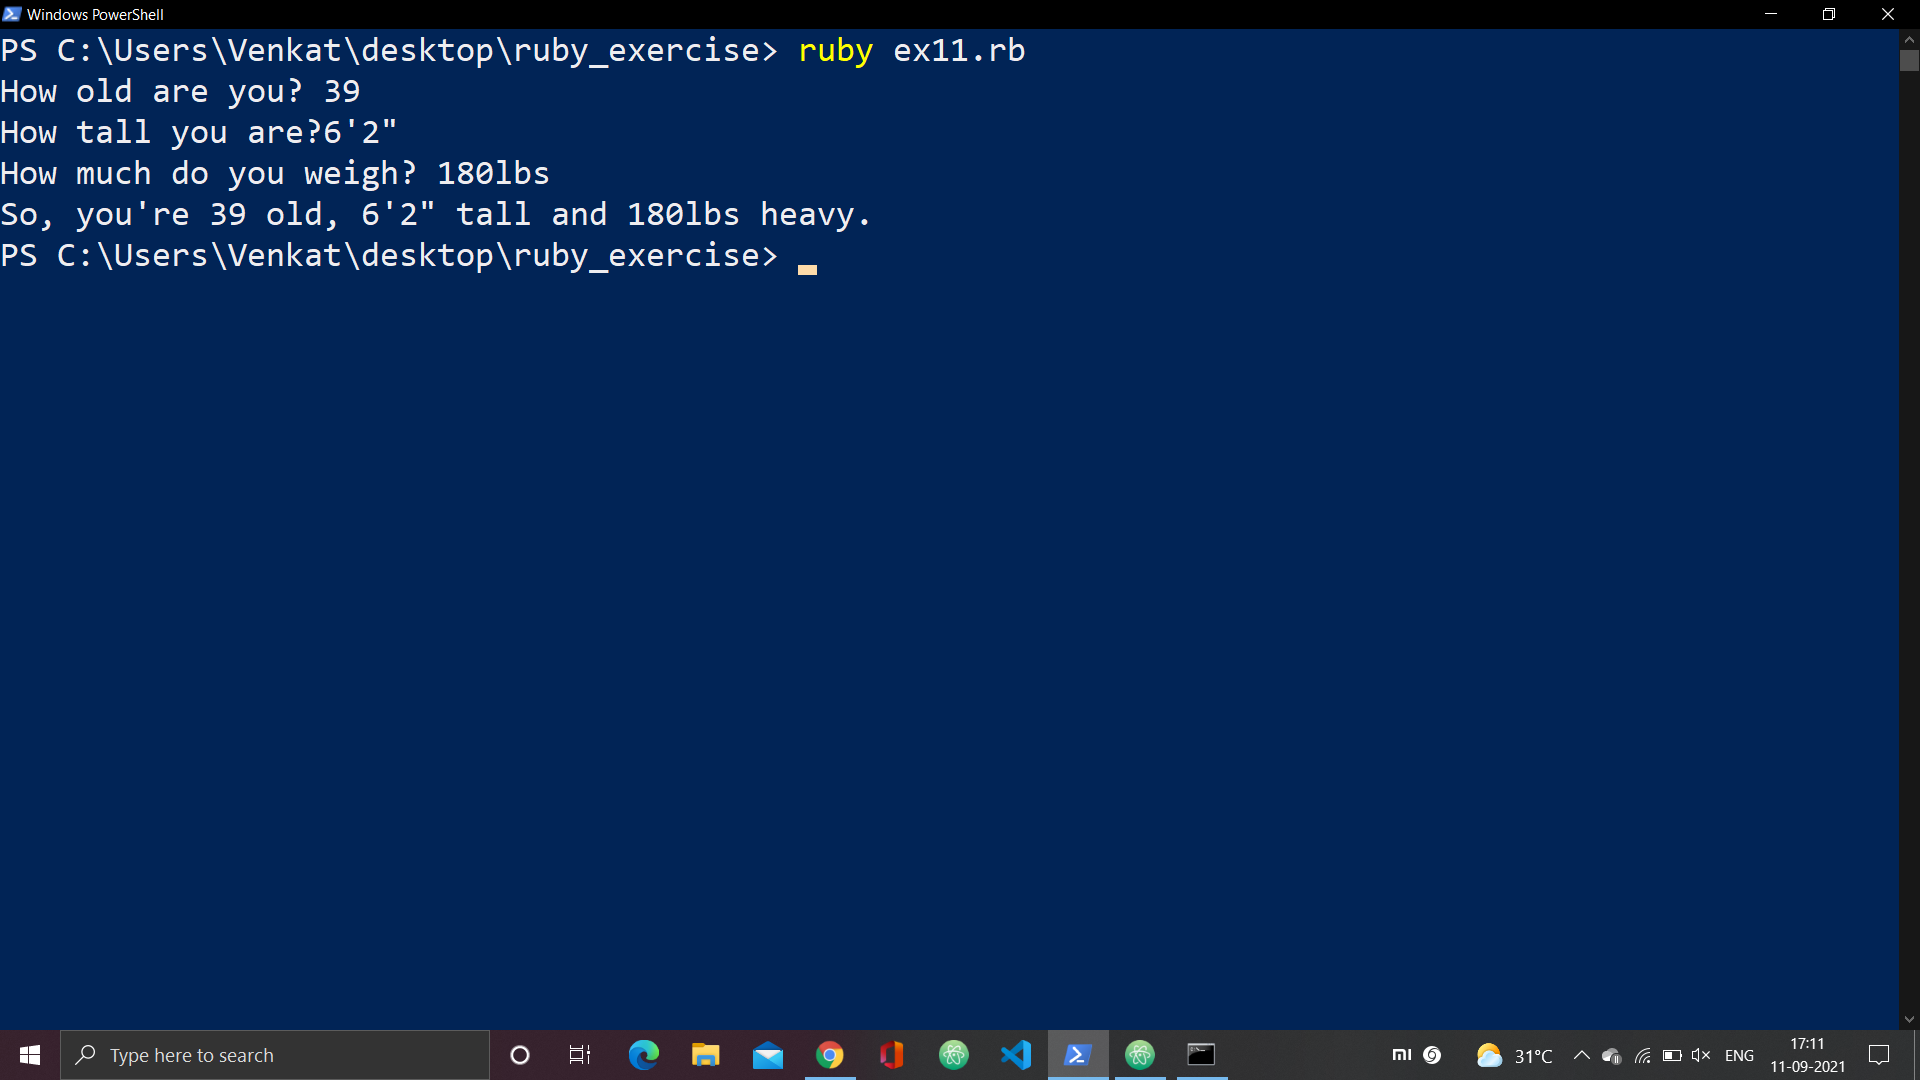 Windows PowerShell
PS C:\Users\Venkat\desktop\ruby_exercise> ruby ex11.rb
How old are you? 39
How tall you are?6'2"
How much do you weigh? 180lbs
So, you're 39 old, 6'2" tall and 180lbs heavy.
PS C:\Users\Venkat\desktop\ruby_exercise>
Type here to search
31°C
ENG
17:11
11-09-2021